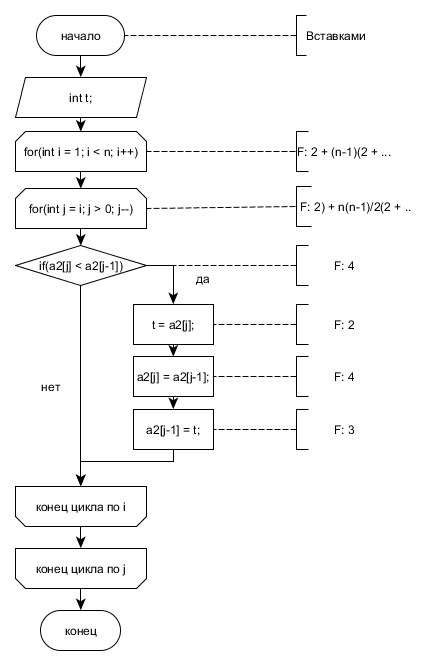 начало
Вставками
int t;
for(int i = 1; i < n; i++)
F: 2 + (n-1)(2 + ...
for(int j = i; j > 0; j--)
F: 2) + n(n-1)/2(2 + ..
if(a2[j] < a2[j-1])
F: 4
да
t = a2[j];
F: 2
a2[j] = a2[j-1];
F: 4
нет
a2[j-1] = t;
F: 3
конец цикла по i
конец цикла по j
конец